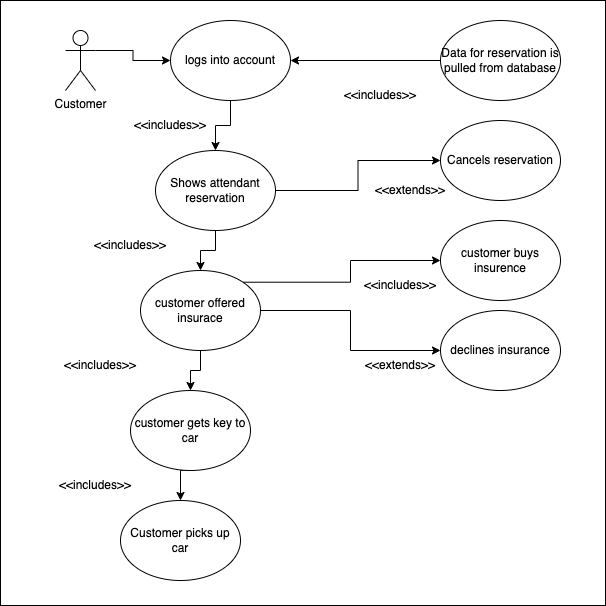 logs into account
Data for reservation is
pulled from database
Customer
<<includes>>
<<includes>>
Shows attendant
reservation
Cancels reservation
<<extends>>
<<includes>>
customer buys
insurence
<<includes>>
customer offered
insurace
declines insurance
<<includes>>
<<extends>>
customer gets key to
car
<<includes>>
Customer picks up
car